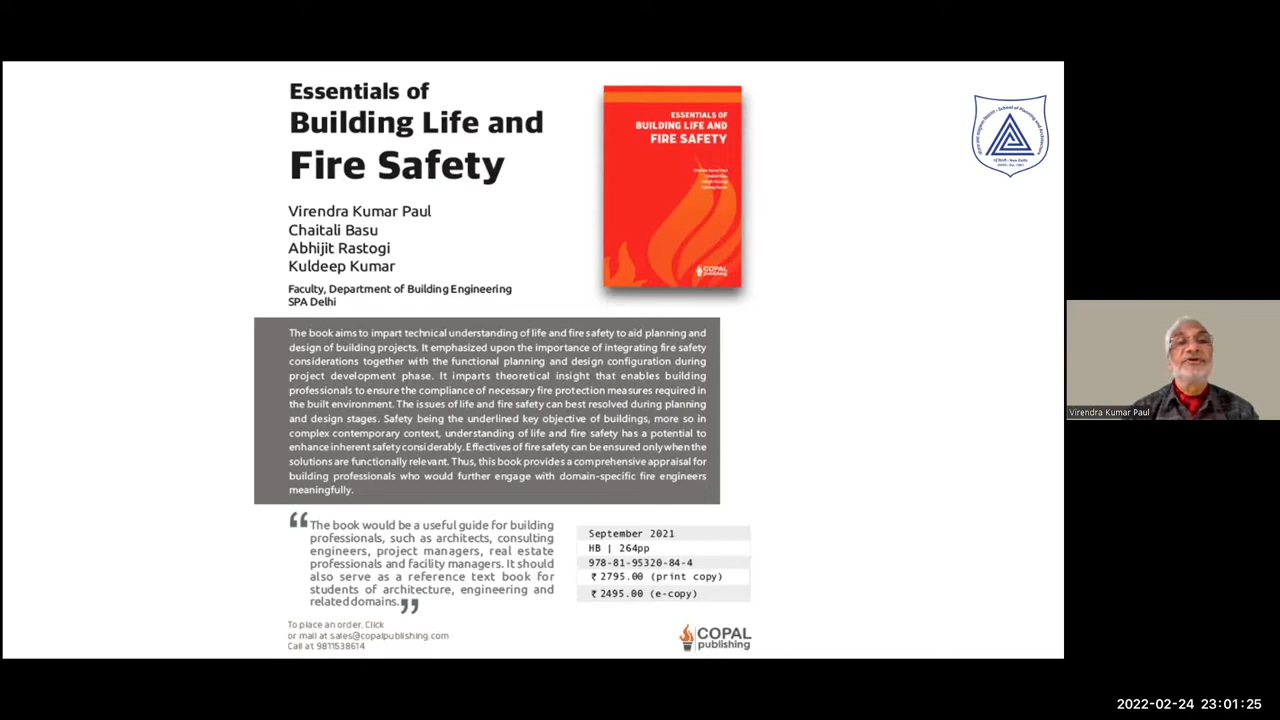 Essentials of
Building Life and
Fire Safety
Virendra Kumar Paul
Chaitali Basu
Abhijit Rastogi
Kuldeep Kumar
Faculty, Department of Building Engineering
SPA Delhi
ESSENTIALS OF
BUILDING LIFE AND
FIRE SAFETY
COPAL
publishing
The book aims to impart technical understanding of life and fire safety to aid planning and
design of building projects. It emphasized upon the importance of integrating fire safety
considerations together with the functional planning and design configuration during
project development phase. It imparts theoretical insight that enables building
professionals to ensure the compliance of necessary fire protection measures required in
the built environment. The issues of life and fire safety can best resolved during planning
and design stages. Safety being the underlined key objective of buildings, more so in
complex contemporary context, understanding of life and fire safety has a potential to
enhance inherent safety considerably. Effectives of fire safety can be ensured only when the
solutions are functionally relevant. Thus, this book provides a comprehensive appraisal for
building professionals who would further engage with domain-specific fire engineers
meaningfully.
“The book would be a useful guide for building
professionals, such as architects, consulting
engineers, project managers, real estate
professionals and facility managers. It should
also serve as a reference text book for
students of architecture, engineering and
related domains.”
September 2021
HB | 264pp
978-81-95320-84-4
₹ 2795.00 (print copy)
₹ 2495.00 (e-copy)
To place an order. Click
or mail at sales@copalpublishing.com
Call at 9811538614
COPAL
publishing
School of Planning and Architecture
Virendra Kumar Paul
2022-02-24 23:01:25